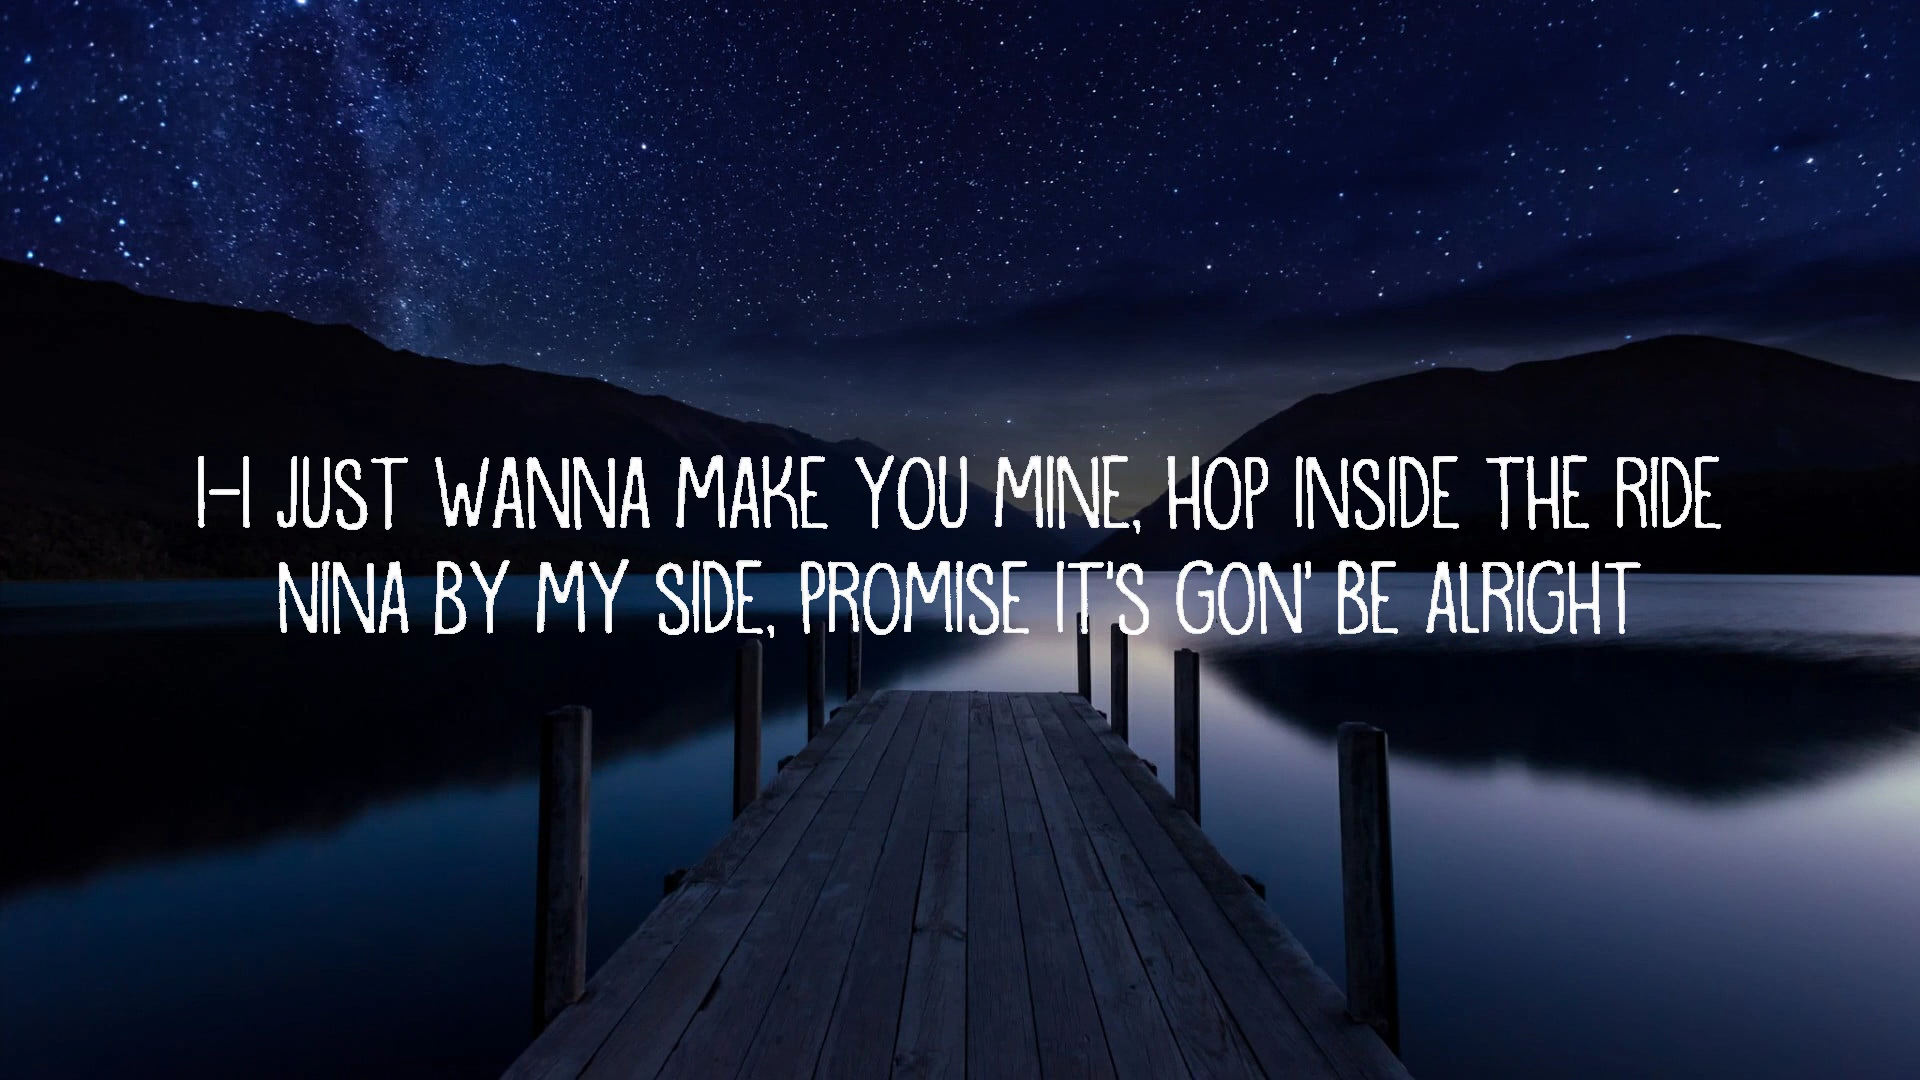 I-I JUST WANNA MAKE YOU MINE, HOP INSIDE THE RIDE
NINA BY MY SIDE, PROMISE IT'S GON' BE ALRIGHT